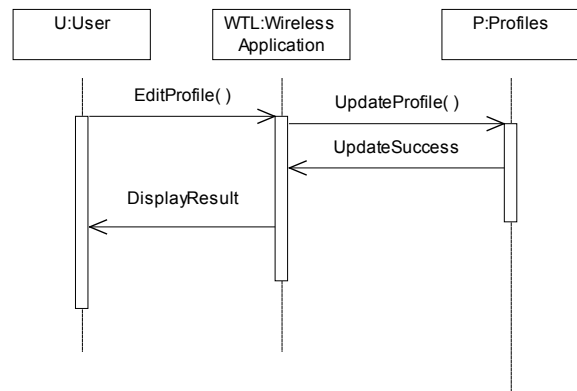 U:User
WTL:Wireless
Application
P:Profiles
EditProfile( )
UpdateProfile( )
UpdateSuccess
DisplayResult